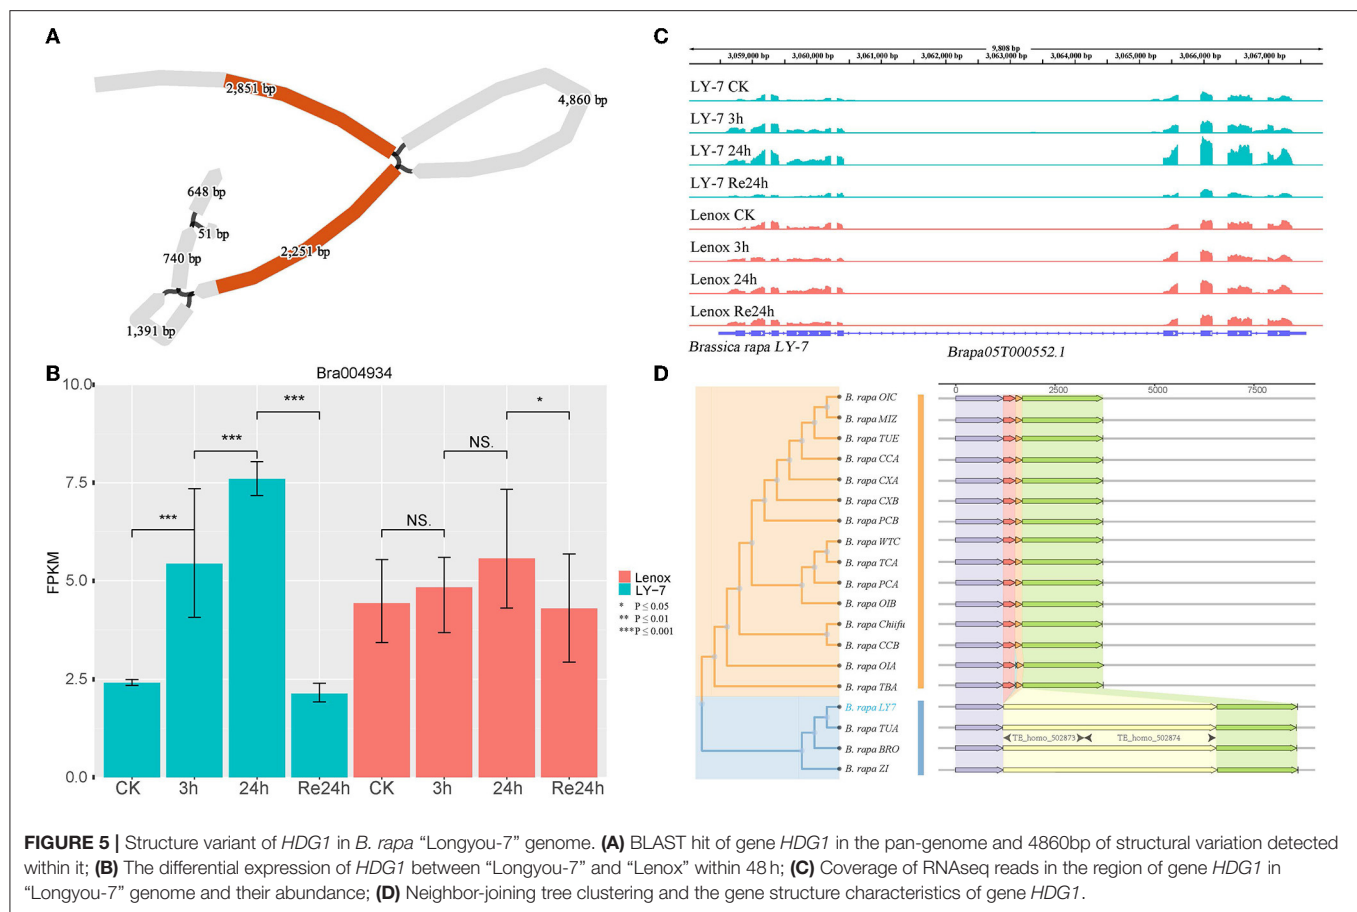 A
2,851 bp
4,860 bp
648 bp
51 bp
740 bp
2,251 bp
1,391 bp
B
Bra004934
FPKM
10.0
7.5
5.0
2.5
0.0
***
***
***
NS.
NS.
*
CK
3h
24h
Re24h
CK
3h
24h
Re24h
Lenox
LY-7
* P ≤ 0.05
** P ≤ 0.01
*** P ≤ 0.001
C
9,808 bp
3,059,000 bp
3,060,000 bp
3,061,000 bp
3,062,000 bp
3,063,000 bp
3,064,000 bp
3,065,000 bp
3,066,000 bp
3,067,000 bp
LY-7 CK
LY-7 3h
LY-7 24h
LY-7 Re24h
Lenox CK
Lenox 3h
Lenox 24h
Lenox Re24h
Brassica rapa LY-7
Brapa05T000552.1
D
0
2500
5000
7500
B. rapa OIC
B. rapa MIZ
B. rapa TUE
B. rapa CCA
B. rapa CXA
B. rapa CXB
B. rapa PCB
B. rapa WTC
B. rapa TCA
B. rapa PCA
B. rapa OIB
B. rapa Chiifu
B. rapa CCB
B. rapa OIA
B. rapa TBA
B. rapa LY7
B. rapa TUA
B. rapa BRO
B. rapa ZI
TE_homo_502873
TE_homo_502874
FIGURE 5 | Structure variant of HDG1 in B. rapa “Longyou-7” genome. (A) BLAST hit of gene HDG1 in the pan-genome and 4860bp of structural variation detected
within it; (B) The differential expression of HDG1 between “Longyou-7” and “Lenox” within 48 h; (C) Coverage of RNAseq reads in the region of gene HDG1 in
“Longyou-7” genome and their abundance; (D) Neighbor-joining tree clustering and the gene structure characteristics of gene HDG1.